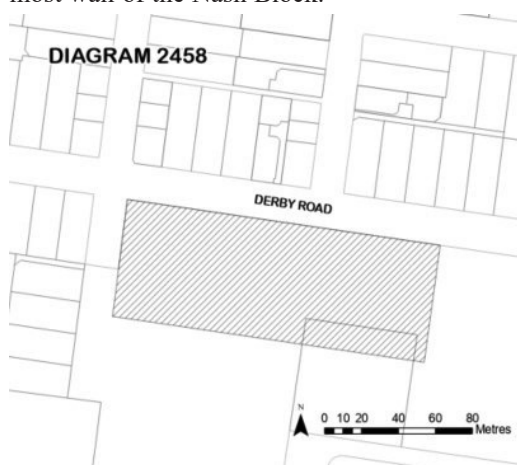 most wall of the Nash Block.
DIAGRAM 2458
DERBY ROAD
N
0 10 20 40 60 80
Metres